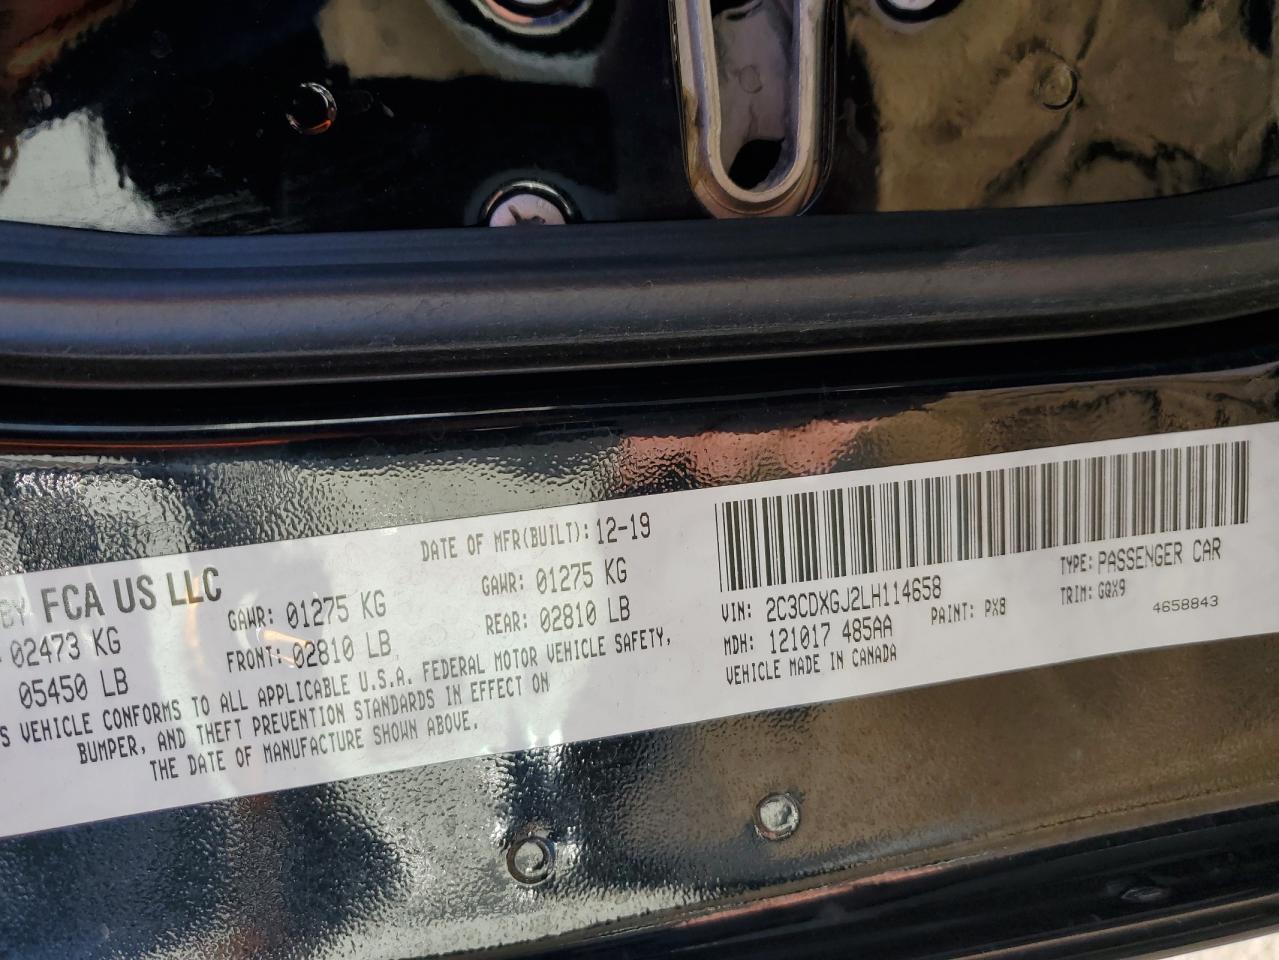 BY FCA US LLC
DATE OF MFR(BUILT): 12-19
02473 KG GAWR: 01275 KG GAWR: 01275 KG
05450 LB FRONT: 02810 LB REAR: 02810 LB
S VEHICLE CONFORMS TO ALL APPLICABLE U.S.A. FEDERAL MOTOR VEHICLE SAFETY,
BUMPER, AND THEFT PREVENTION STANDARDS IN EFFECT ON
THE DATE OF MANUFACTURE SHOWN ABOVE.
VIN: 2C3CDXGJ2LH114658 TYPE: PASSENGER CAR
MDH: 121017 485AA PAINT: PX8 TRIM: GQX9
VEHICLE MADE IN CANADA 4658843